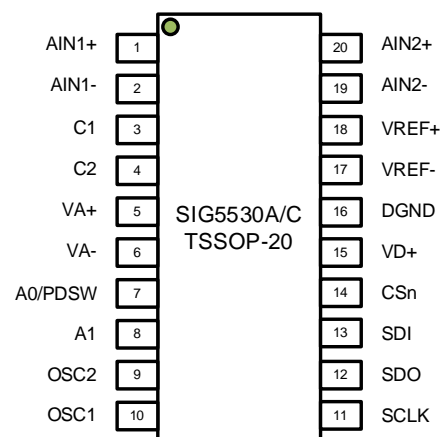 AIN1+ 1 20 AIN2+
AIN1- 2 19 AIN2-
C1 3 18 VREF+
C2 4 17 VREF-
VA+ 5 16 DGND
SIG5530A/C
TSSOP-20
VA- 6 15 VD+
A0/PDSW 7 14 CSn
A1 8 13 SDI
OSC2 9 12 SDO
OSC1 10 11 SCLK